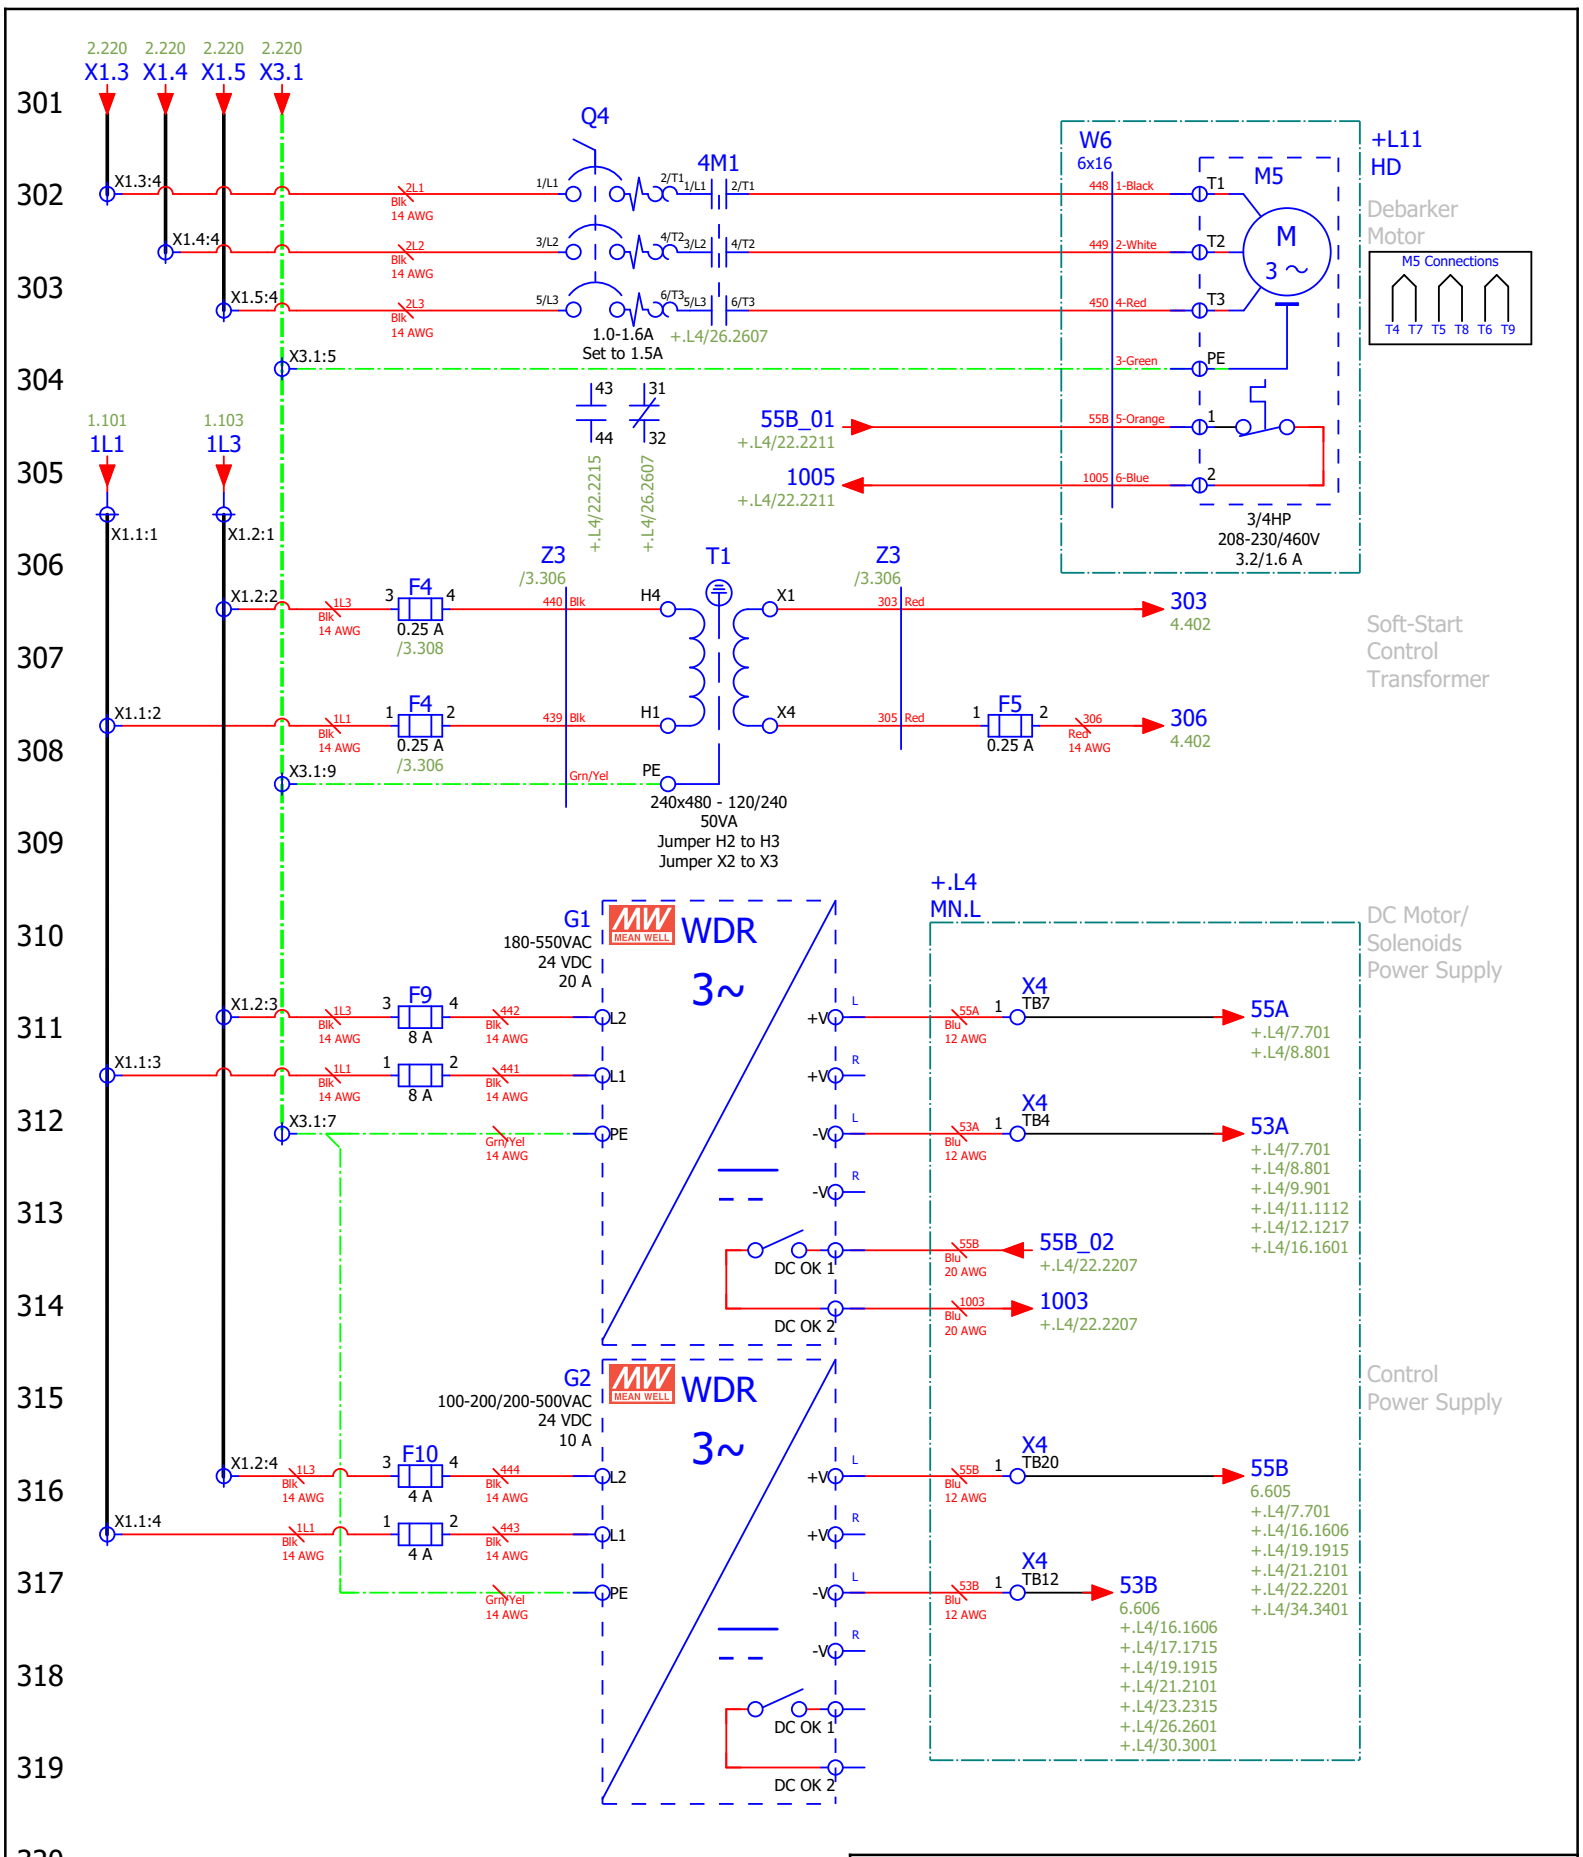 2.220 2.220 2.220 2.220
X1.3 X1.4 X1.5 X3.1
301
Q4
W6
6x16
+L11
HD
4M1
M5
302
X1.3:4
2L1
Blk
14 AWG
1/L1
2/T1
1/L1
2/T1
448 1-Black
T1
Debarker
Motor
X1.4:4
2L2
Blk
14 AWG
3/L2
4/T2
3/L2
4/T2
449 2-White
T2
M
3 ~
M5 Connections
T4 T7 T5 T8 T6 T9
303
X1.5:4
2L3
Blk
14 AWG
5/L3
6/T3
5/L3
6/T3
450 4-Red
T3
1.0-1.6A
Set to 1.5A
+.L4/26.2607
304
X3.1:5
3-Green
PE
43
44
31
32
+.L4/22.2215
+.L4/26.2607
1.101
1L1
1.103
1L3
55B_01
+.L4/22.2211
55B 5-Orange
1
305
1005
+.L4/22.2211
1005 6-Blue
2
X1.1:1
X1.2:1
3/4HP
208-230/460V
3.2/1.6 A
306
Z3
/3.306
T1
Z3
/3.306
X1.2:2
1L3
Blk
14 AWG
3 F4 4
0.25 A
/3.308
440 Blk
H4
X1
303 Red
303
4.402
Soft-Start
Control
Transformer
307
X1.1:2
1L1
Blk
14 AWG
1 F4 2
0.25 A
/3.306
439 Blk
H1
X4
305 Red
1 F5 2
0.25 A
306
Red
14 AWG
306
4.402
308
X3.1:9
Grn/Yel
PE
240x480 - 120/240
50VA
Jumper H2 to H3
Jumper X2 to X3
309
+.L4
MN.L
310
G1
180-550VAC
24 VDC
20 A
MW
MEAN WELL
WDR
3~
DC Motor/
Solenoids
Power Supply
311
X1.2:3
1L3
Blk
14 AWG
3 F9 4
8 A
442
Blk
14 AWG
L2
+V
L
55A
Blu
12 AWG
1
X4
TB7
55A
+.L4/7.701
+.L4/8.801
X1.1:3
1L1
Blk
14 AWG
1 2
8 A
441
Blk
14 AWG
L1
+V
R
312
X3.1:7
Grn/Yel
14 AWG
PE
-V
L
53A
Blu
12 AWG
1
X4
TB4
53A
+.L4/7.701
+.L4/8.801
+.L4/9.901
+.L4/11.1112
+.L4/12.1217
+.L4/16.1601
313
-V
R
DC OK 1
55B
Blu
20 AWG
55B_02
+.L4/22.2207
314
DC OK 2
1003
Blu
20 AWG
1003
+.L4/22.2207
315
G2
100-200/200-500VAC
24 VDC
10 A
MW
MEAN WELL
WDR
3~
Control
Power Supply
316
X1.2:4
1L3
Blk
14 AWG
3 F10 4
4 A
444
Blk
14 AWG
L2
+V
L
55B
Blu
12 AWG
1
X4
TB20
55B
6.605
+.L4/7.701
+.L4/16.1606
+.L4/19.1915
+.L4/21.2101
+.L4/22.2201
+.L4/34.3401
X1.1:4
1L1
Blk
14 AWG
1 2
4 A
443
Blk
14 AWG
L1
+V
R
317
Grn/Yel
14 AWG
PE
-V
L
53B
Blu
12 AWG
1
X4
TB12
53B
6.606
+.L4/16.1606
+.L4/17.1715
+.L4/19.1915
+.L4/21.2101
+.L4/23.2315
+.L4/26.2601
+.L4/30.3001
318
-V
R
DC OK 1
319
DC OK 2